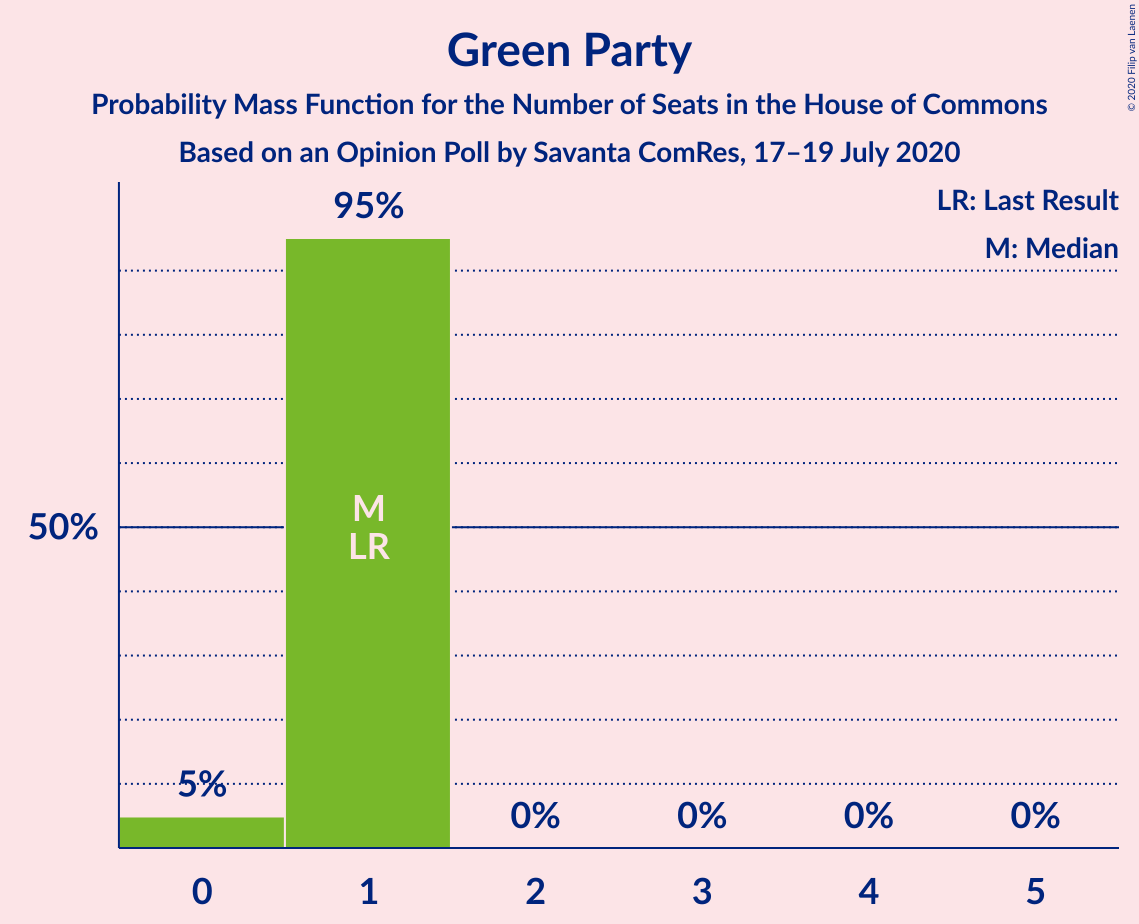 Green Party
Probability Mass Function for the Number of Seats in the House of Commons
Based on an Opinion Poll by Savanta ComRes, 17–19 July 2020
© 2020 Filip van Laenen
LR: Last Result
M: Median
95%
50%
M
LR
5%
0%
0%
0%
0%
0
1
2
3
4
5